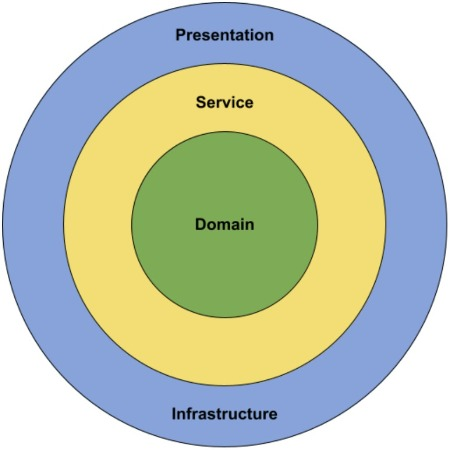 Presentation
Service
Domain
Infrastructure